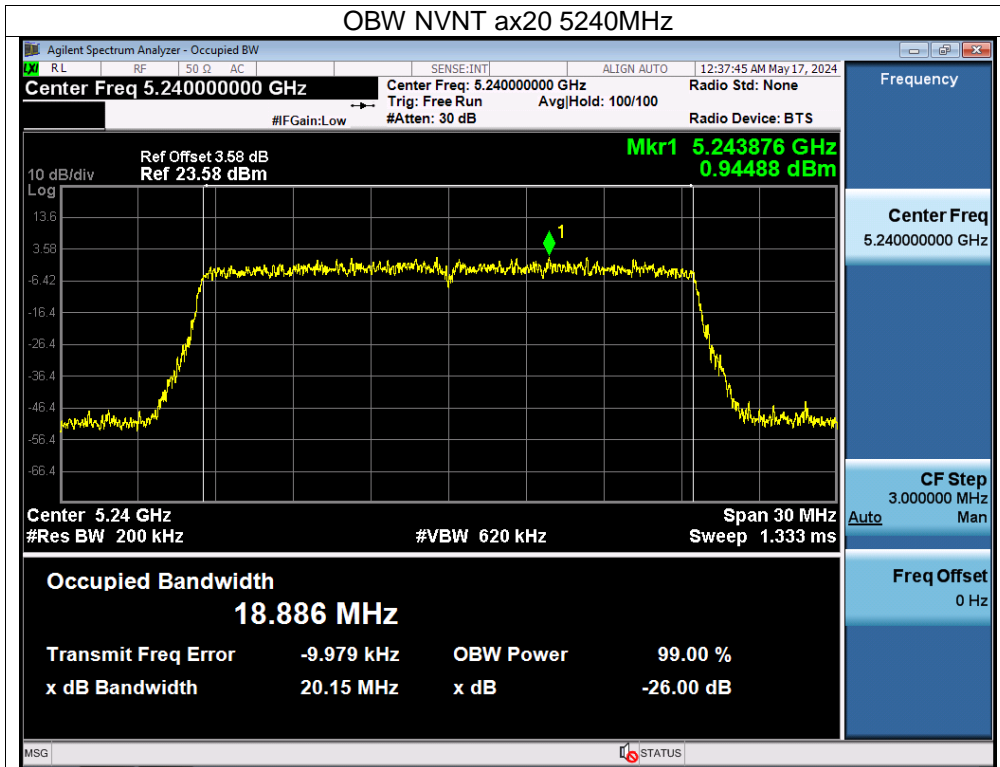 OBW NVNT ax20 5240MHz
Agilent Spectrum Analyzer - Occupied BW
LXI RL RF 50 Ω AC SENSE:INT ALIGN AUTO 12:37:45 AM May 17, 2024
Center Freq 5.240000000 GHz
Center Freq: 5.240000000 GHz Radio Std: None
Trig: Free Run Avg|Hold: 100/100
#IFGain:Low #Atten: 30 dB Radio Device: BTS
Frequency
Mkr1 5.243876 GHz
0.94488 dBm
Ref Offset 3.58 dB
10 dB/div Ref 23.58 dBm
Log
13.6
3.58
-6.42
-16.4
-26.4
-36.4
-46.4
-56.4
-66.4
1
Center 5.24 GHz Span 30 MHz
#Res BW 200 kHz #VBW 620 kHz Sweep 1.333 ms
Center Freq
5.240000000 GHz
CF Step
3.000000 MHz
Auto Man
Freq Offset
0 Hz
Occupied Bandwidth
18.886 MHz
Transmit Freq Error -9.979 kHz OBW Power 99.00 %
x dB Bandwidth 20.15 MHz x dB -26.00 dB
MSG STATUS